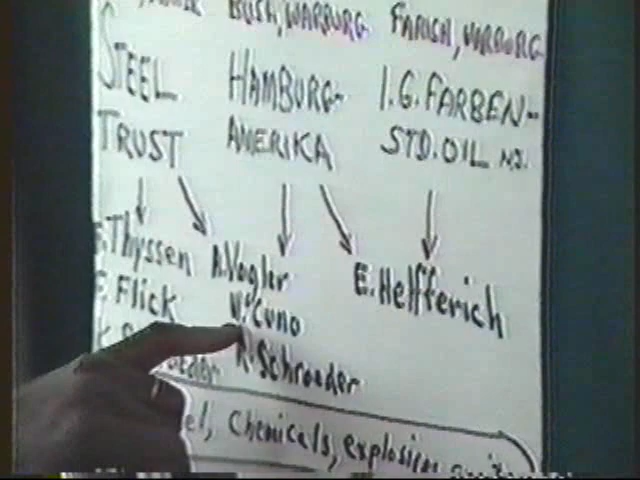 BUSH, WARBURG FARISH, WARBURG
STEEL HAMBURG- I.G. FARBEN-
TRUST AMERIKA STD. OIL N.J.
Thyssen A.Vogler E. Helfferich
Flick W. Cuno
R. Schroeder
Chemicals, explosives